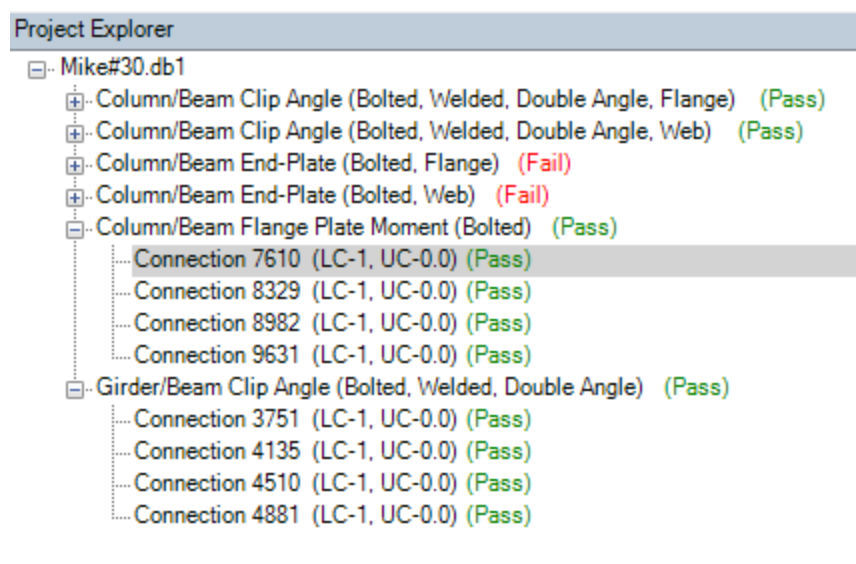 Project Explorer
Mike#30.db1
Column/Beam Clip Angle (Bolted, Welded, Double Angle, Flange) (Pass)
Column/Beam Clip Angle (Bolted, Welded, Double Angle, Web) (Pass)
Column/Beam End-Plate (Bolted, Flange) (Fail)
Column/Beam End-Plate (Bolted, Web) (Fail)
Column/Beam Flange Plate Moment (Bolted) (Pass)
Connection 7610 (LC-1, UC-0.0) (Pass)
Connection 8329 (LC-1, UC-0.0) (Pass)
Connection 8982 (LC-1, UC-0.0) (Pass)
Connection 9631 (LC-1, UC-0.0) (Pass)
Girder/Beam Clip Angle (Bolted, Welded, Double Angle) (Pass)
Connection 3751 (LC-1, UC-0.0) (Pass)
Connection 4135 (LC-1, UC-0.0) (Pass)
Connection 4510 (LC-1, UC-0.0) (Pass)
Connection 4881 (LC-1, UC-0.0) (Pass)